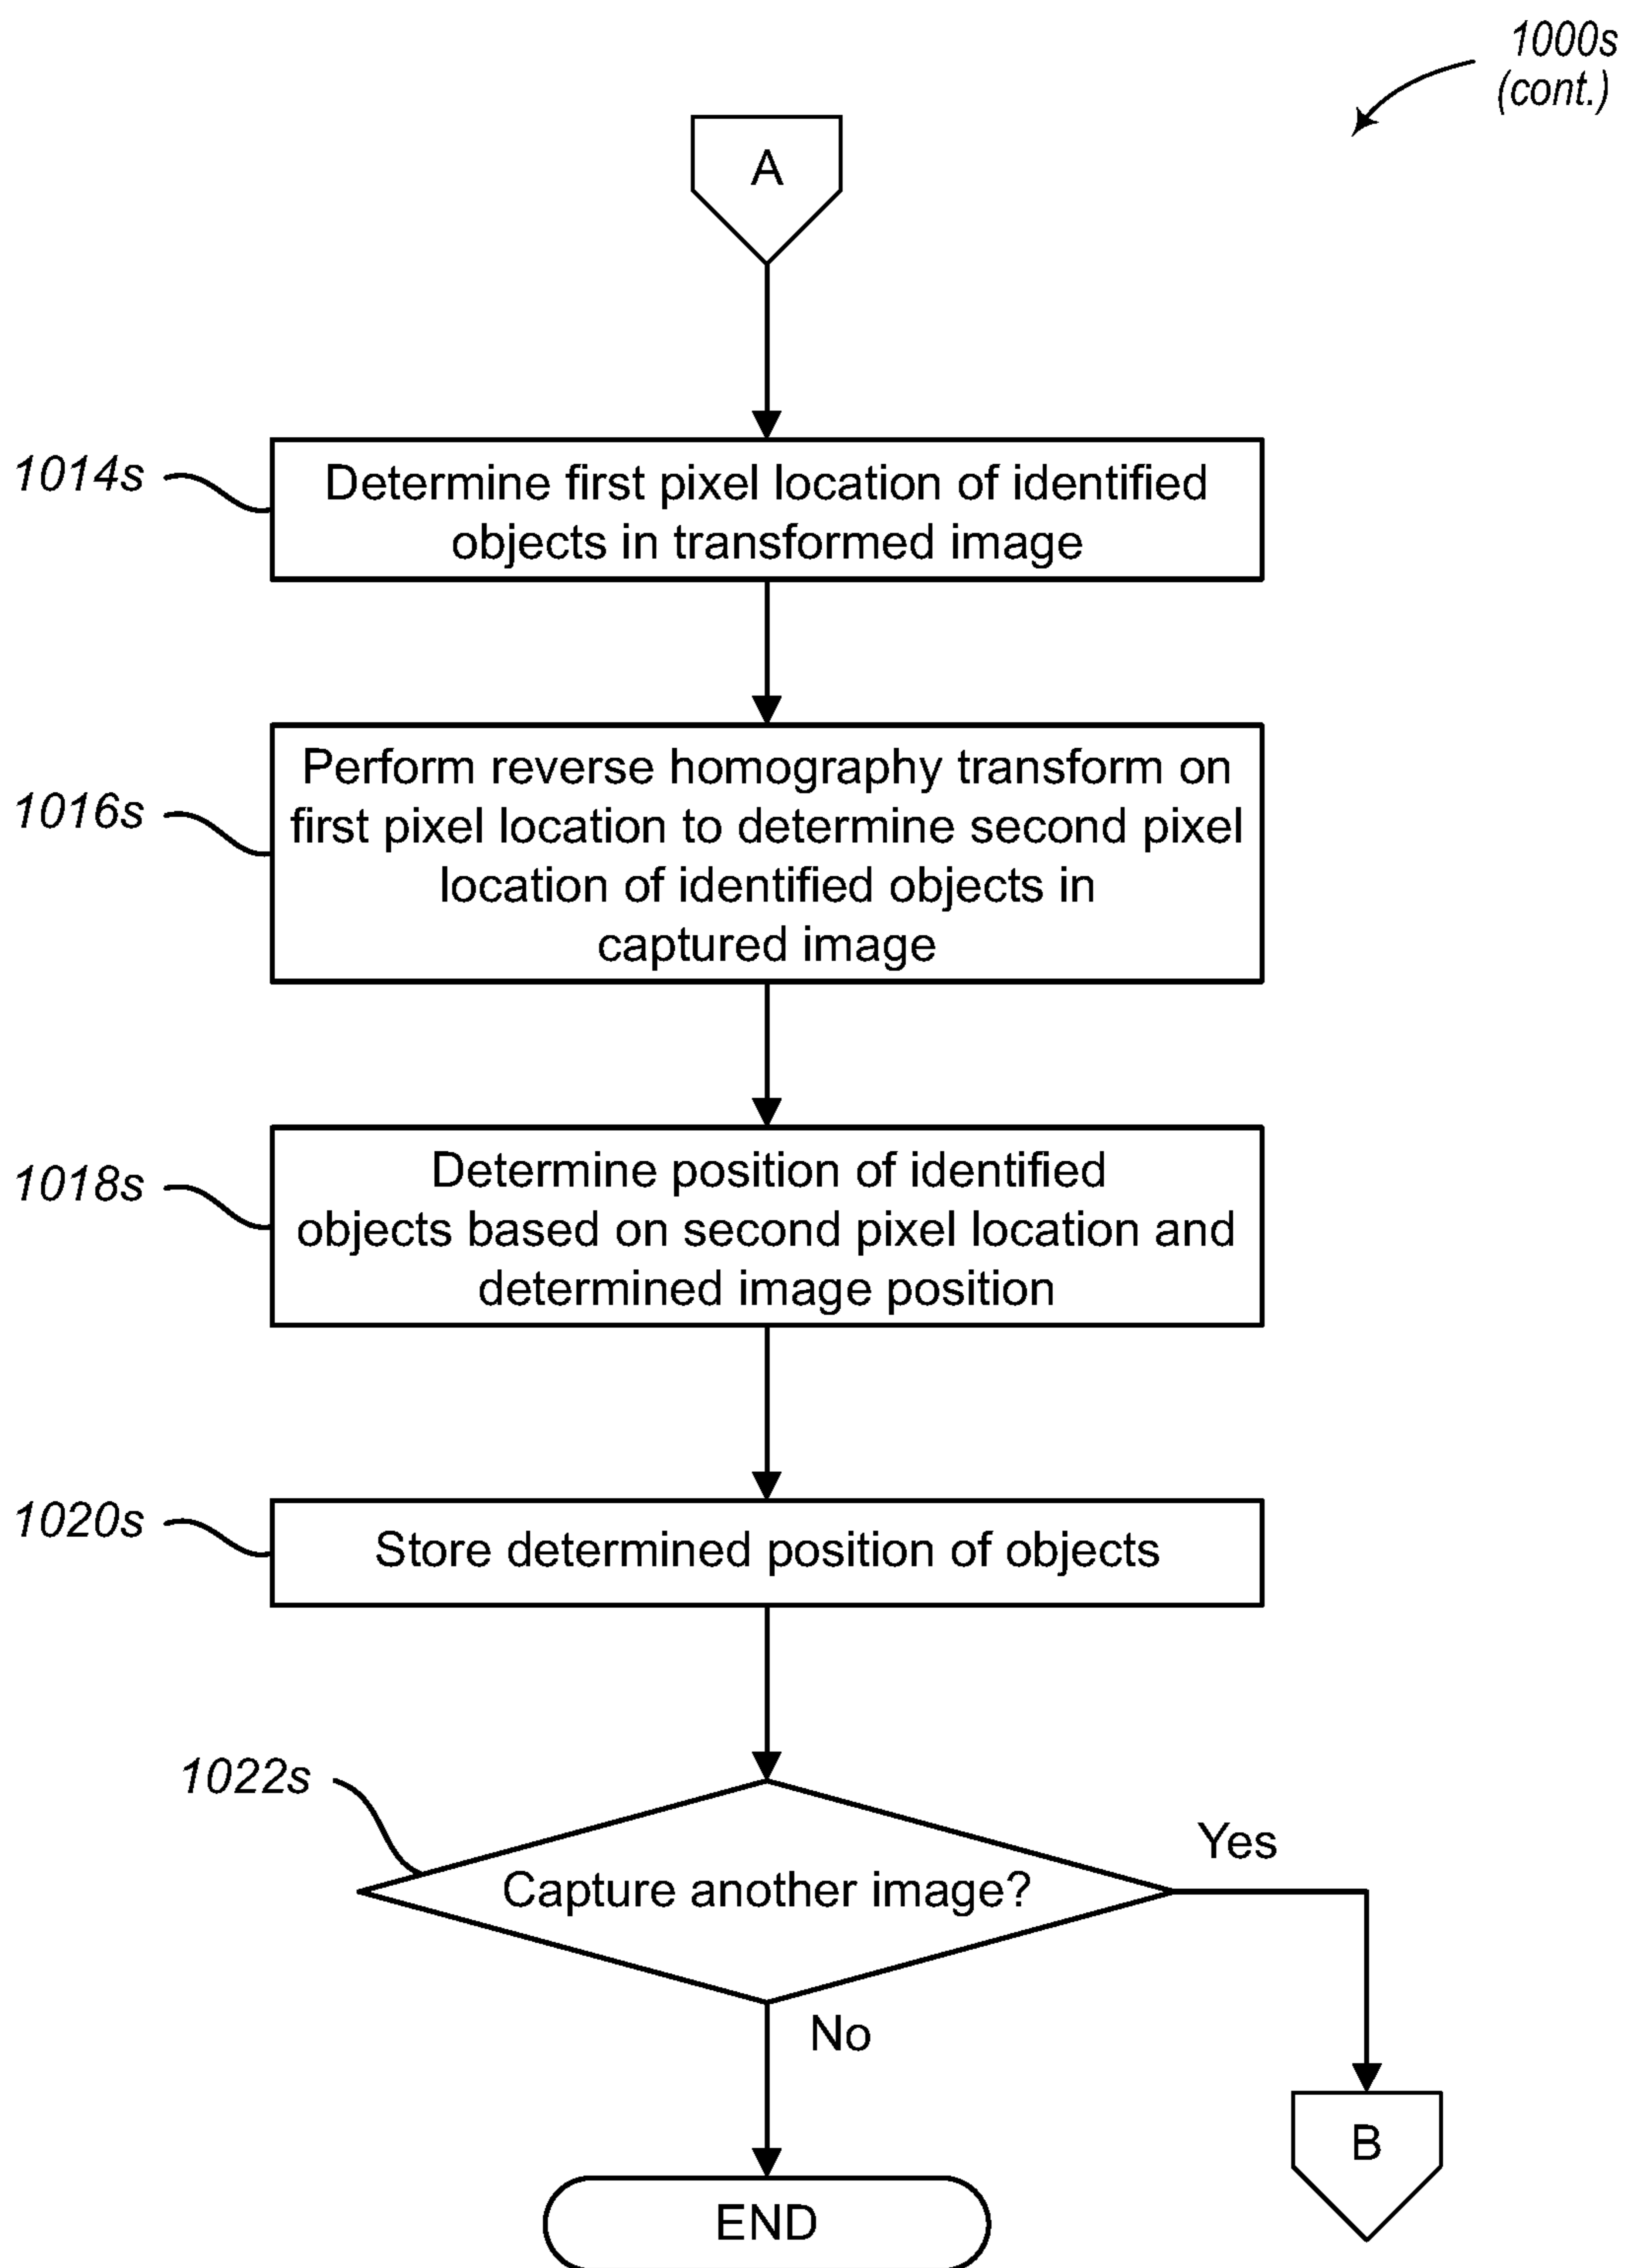 1000s
(cont.)
A
1014s
Determine first pixel location of identified
objects in transformed image
1016s
Perform reverse homography transform on
first pixel location to determine second pixel
location of identified objects in
captured image
1018s
Determine position of identified
objects based on second pixel location and
determined image position
1020s
Store determined position of objects
1022s
Capture another image?
Yes
No
B
END